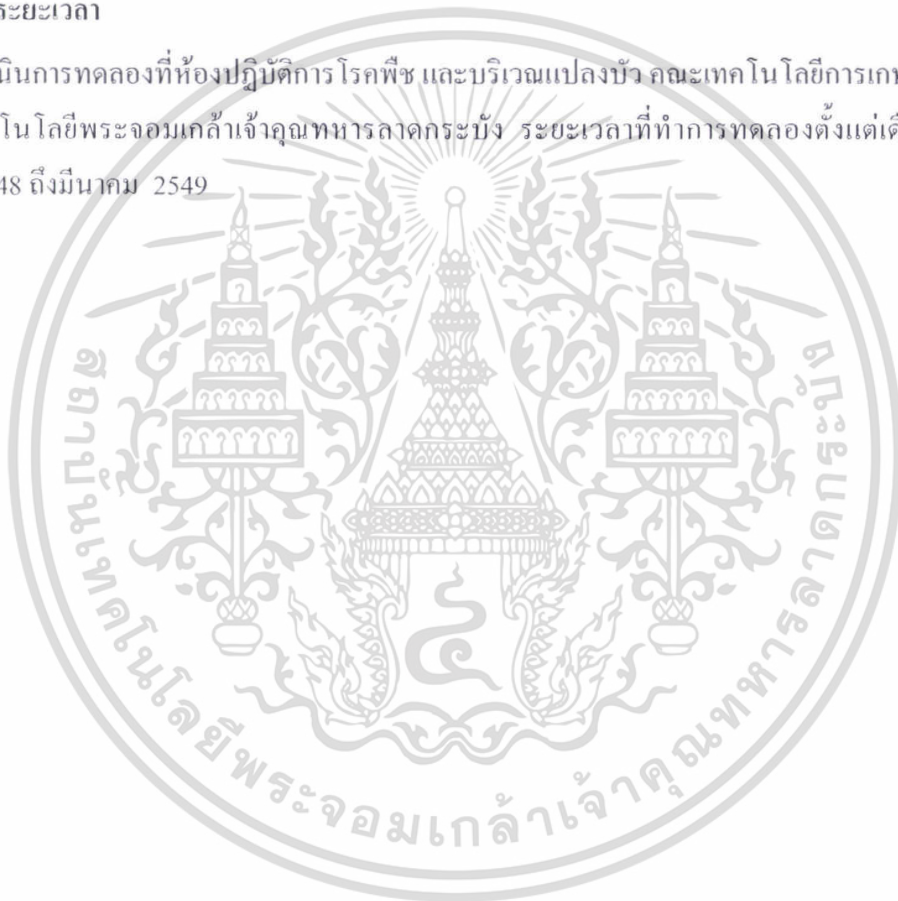 ระยะเวลา
นินการทดลองที่ห้องปฏิบัติการโรคพืช และบริเวณแปลงบัว คณะเทคโนโลยีการเกษ
โนโลยีพระจอมเกล้าเจ้าคุณทหารลาดกระบัง ระยะเวลาที่ทำการทดลองตั้งแต่เดื
48 ถึงมีนาคม 2549
สถาบันเทคโนโลยีพระจอมเกล้าเจ้าคุณทหารลาดกระบัง
๔